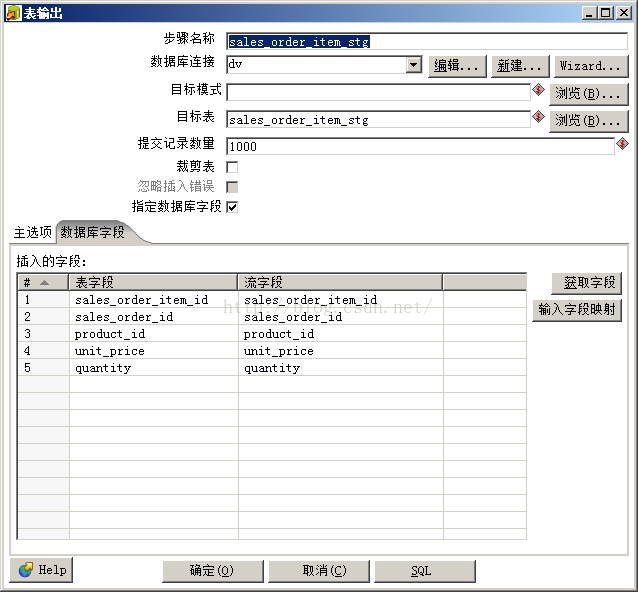 表输出
步骤名称 sales_order_item_stg
数据库连接 dv 编辑... 新建... Wizard...
目标模式 浏览(B)...
目标表 sales_order_item_stg 浏览(B)...
提交记录数量 1000
裁剪表
忽略插入错误
指定数据库字段
主选项 数据库字段
插入的字段:
# 表字段 流字段 获取字段
1 sales_order_item_id sales_order_item_id
http://blog.csdn.net/
2 sales_order_id sales_order_id 输入字段映射
3 product_id product_id
4 unit_price unit_price
5 quantity quantity
Help 确定(O) 取消(C) SQL